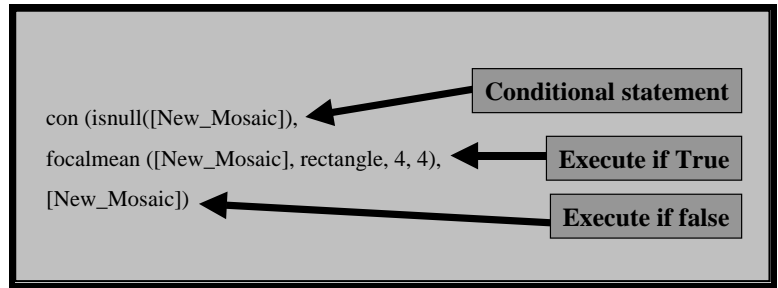 Conditional statement
con (isnull([New_Mosaic]),
focalmean ([New_Mosaic], rectangle, 4, 4),
Execute if True
[New_Mosaic])
Execute if false